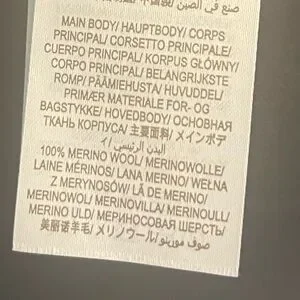 صنع في الصين
MAIN BODY/ HAUPTBODY/ CORPS
PRINCIPAL/ CORSETTO PRINCIPALE/
CUERPO PRINCIPAL/ KORPUS GŁÓWNY/
CORPO PRINCIPAL/ BELANGRIJKSTE
ROMP/ PÄÄMIEHUSTA/ HUVUDDEL/
PRIMÆR MATERIALE FOR- OG
BAGSTYKKE/ HOVEDBODY/ ОСНОВНАЯ
ТКАНЬ КОРПУСА/ 主要面料/ メインボデ
ィ/ البدن الرئيسي
100% MERINO WOOL/ MERINOWOLLE/
LAINE MÉRINOS/ LANA MERINO/ WEŁNA
Z MERYNOSÓW/ LÃ DE MERINO/
MERINOWOL/ MERINOVILLA/ MERINOULL/
MERINO ULD/ МЕРИНОСОВАЯ ШЕРСТЬ/
美丽诺羊毛/ メリノウール/ صوف مورينو